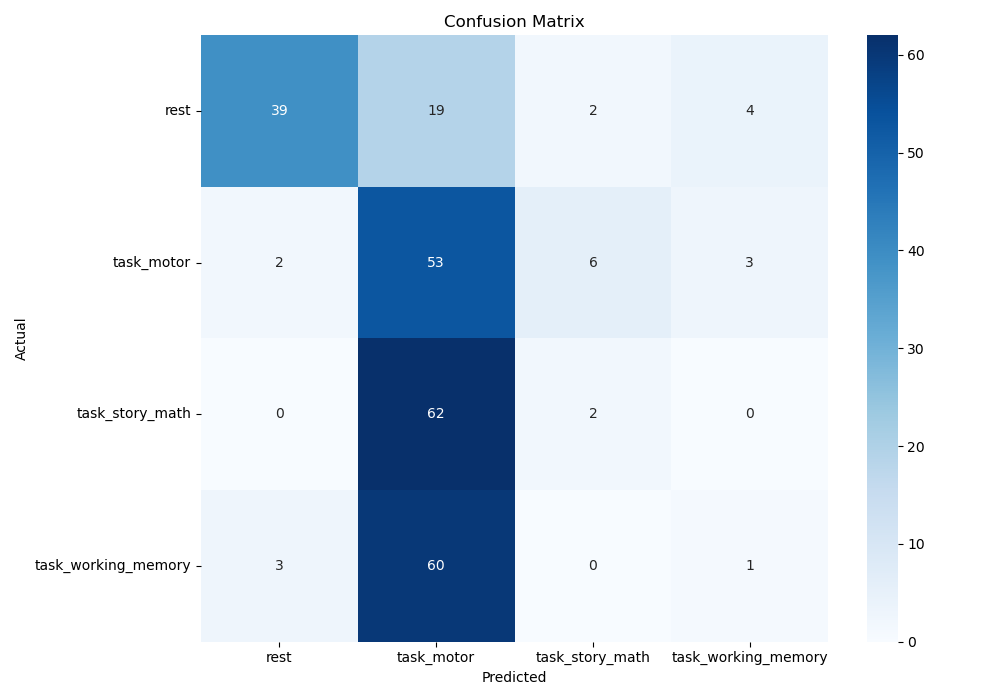 Confusion Matrix
rest 39 19 2 4
task_motor 2 53 6 3
task_story_math 0 62 2 0
task_working_memory 3 60 0 1
rest task_motor task_story_math task_working_memory
Predicted
Actual
60
50
40
30
20
10
0